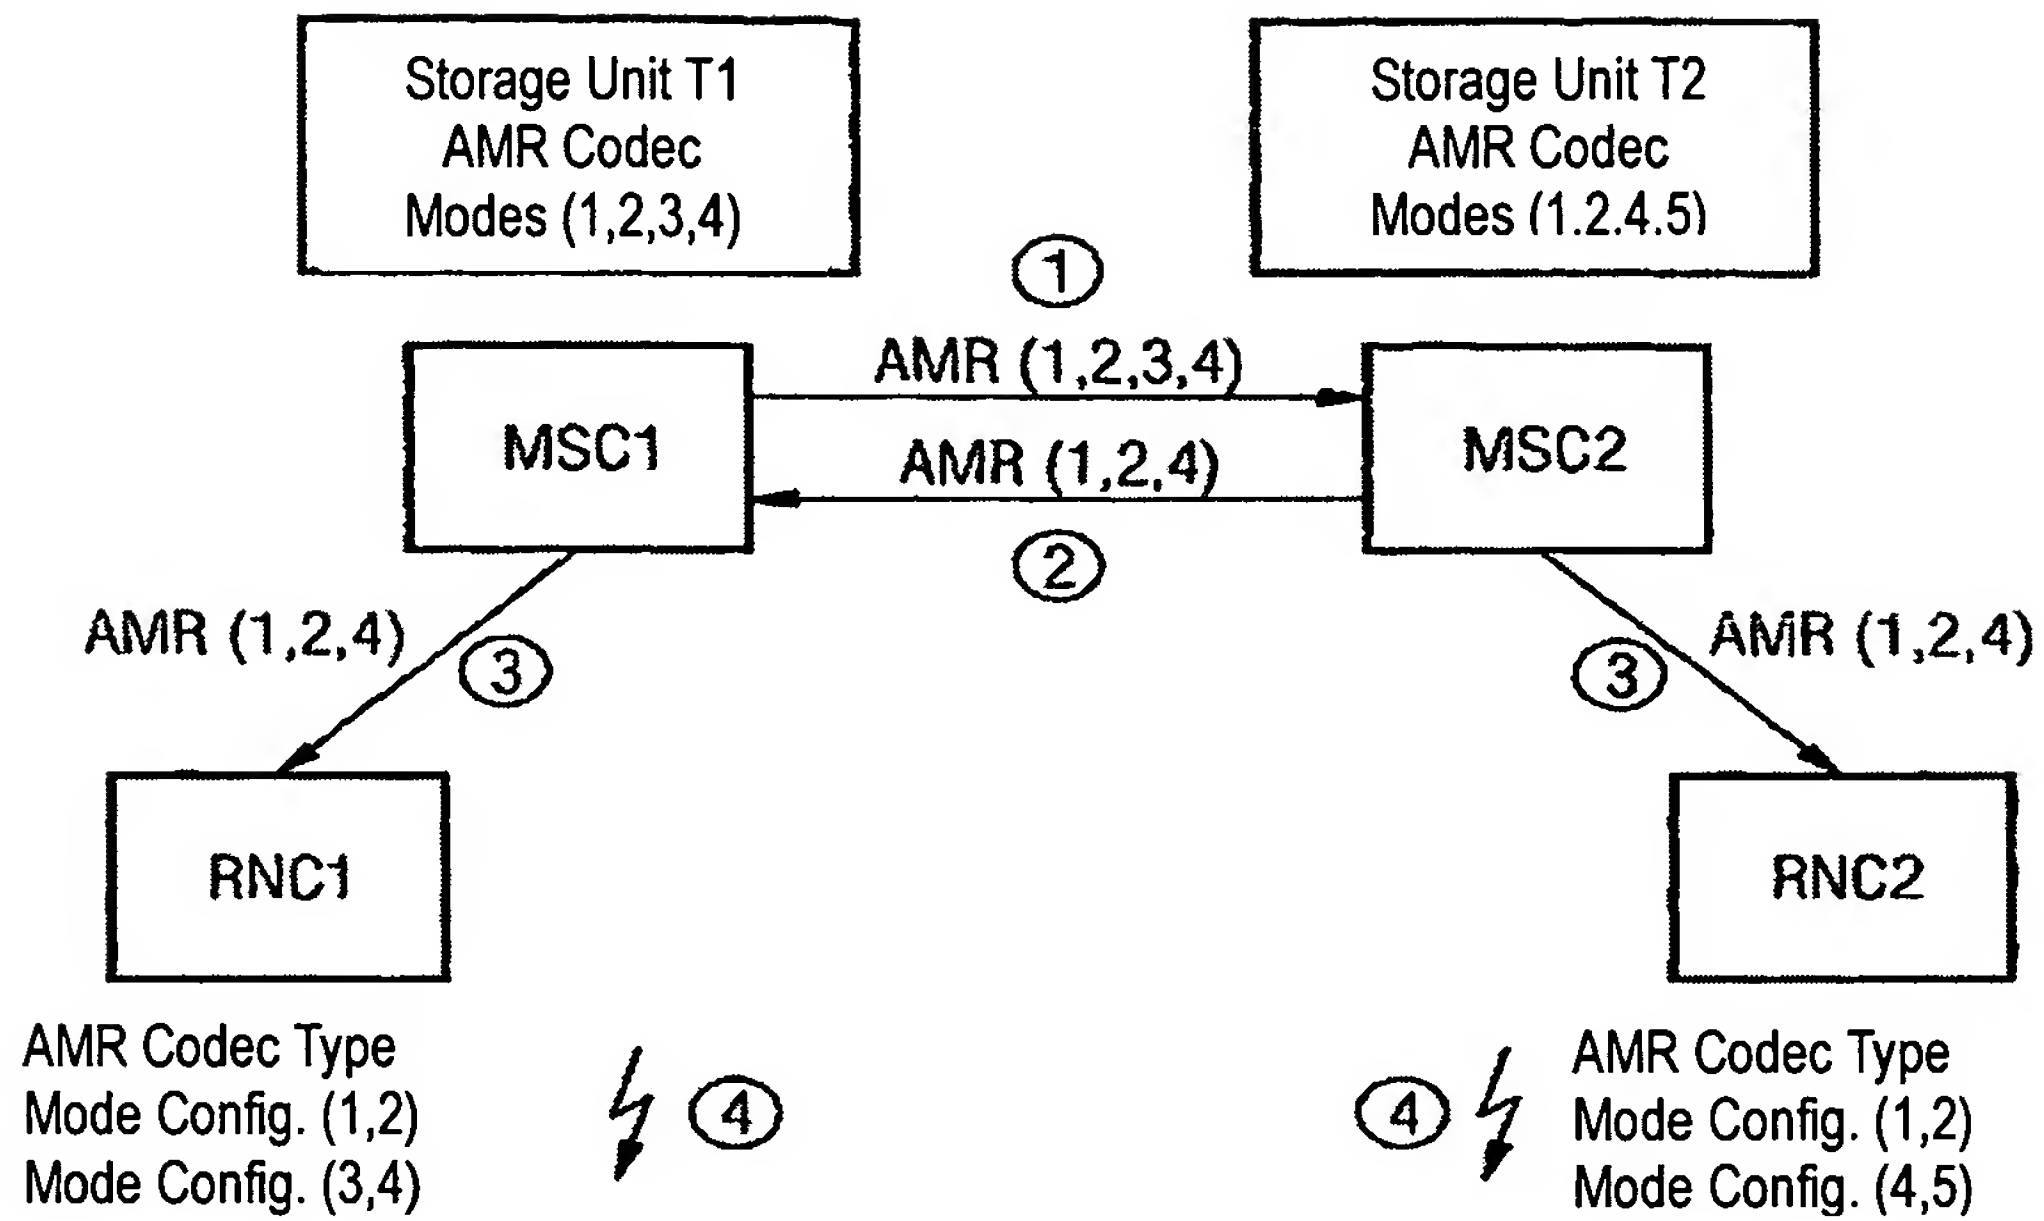 Storage Unit T1
AMR Codec
Modes (1,2,3,4)
Storage Unit T2
AMR Codec
Modes (1.2.4.5)
1
AMR (1,2,3,4)
MSC1
MSC2
AMR (1,2,4)
2
AMR (1,2,4)
3
3
AMR (1,2,4)
RNC1
RNC2
AMR Codec Type
Mode Config. (1,2)
Mode Config. (3,4)
4
4
AMR Codec Type
Mode Config. (1,2)
Mode Config. (4,5)